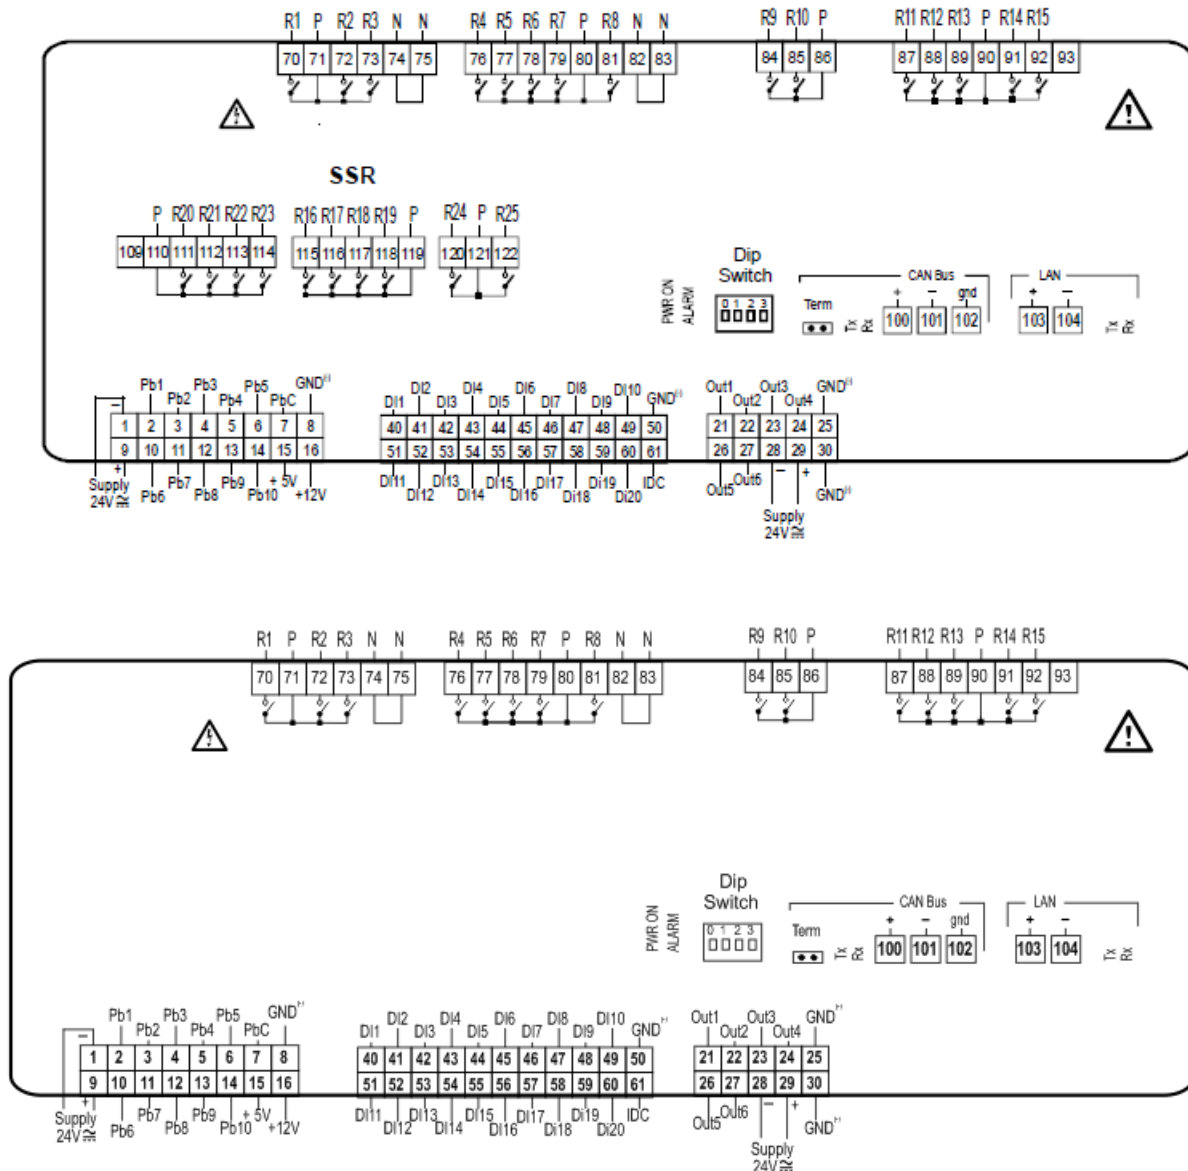 R1 P R2 R3 N N R4 R5 R6 R7 P R8 N N R9 R10 P R11 R12 R13 P R14 R15
70 71 72 73 74 75 76 77 78 79 80 81 82 83 84 85 86 87 88 89 90 91 92 93
SSR
P R20 R21 R22 R23 R16 R17 R18 R19 P R24 P R25
109 110 111 112 113 114 115 116 117 118 119 120 121 122
PWR ON
ALARM
Dip
Switch
0 1 2 3
Term
Tx
Rx
CAN Bus
+ − gnd
100 101 102
LAN
+ −
103 104
Tx
Rx
Pb1 Pb2 Pb3 Pb4 Pb5 PbC GND(-)
− 1 2 3 4 5 6 7 8
9 10 11 12 13 14 15 16
+
Supply
24V
Pb6 Pb7 Pb8 Pb9 Pb10 + 5V +12V
DI1 DI2 DI3 DI4 DI5 DI6 DI7 DI8 DI9 DI10 GND(-)
40 41 42 43 44 45 46 47 48 49 50
51 52 53 54 55 56 57 58 59 60 61
DI11 DI12 DI13 DI14 DI15 DI16 DI17 Di18 Di19 Di20 IDC
Out1 Out2 Out3 Out4 GND(-)
21 22 23 24 25
26 27 28 29 30
Out5 Out6 − + GND(-)
Supply
24V
R1 P R2 R3 N N R4 R5 R6 R7 P R8 N N R9 R10 P R11 R12 R13 P R14 R15
70 71 72 73 74 75 76 77 78 79 80 81 82 83 84 85 86 87 88 89 90 91 92 93
PWR ON
ALARM
Dip
Switch
0 1 2 3
Term
Tx
Rx
CAN Bus
+ − gnd
100 101 102
LAN
+ −
103 104
Tx
Rx
Pb1 Pb2 Pb3 Pb4 Pb5 PbC GND(-)
− 1 2 3 4 5 6 7 8
9 10 11 12 13 14 15 16
+
Supply
24V
Pb6 Pb7 Pb8 Pb9 Pb10 + 5V +12V
DI1 DI2 DI3 DI4 DI5 DI6 DI7 DI8 DI9 DI10 GND(-)
40 41 42 43 44 45 46 47 48 49 50
51 52 53 54 55 56 57 58 59 60 61
DI11 DI12 DI13 DI14 DI15 DI16 DI17 Di18 Di19 Di20 IDC
Out1 Out2 Out3 Out4 GND(-)
21 22 23 24 25
26 27 28 29 30
Out5 Out6 − + GND(-)
Supply
24V